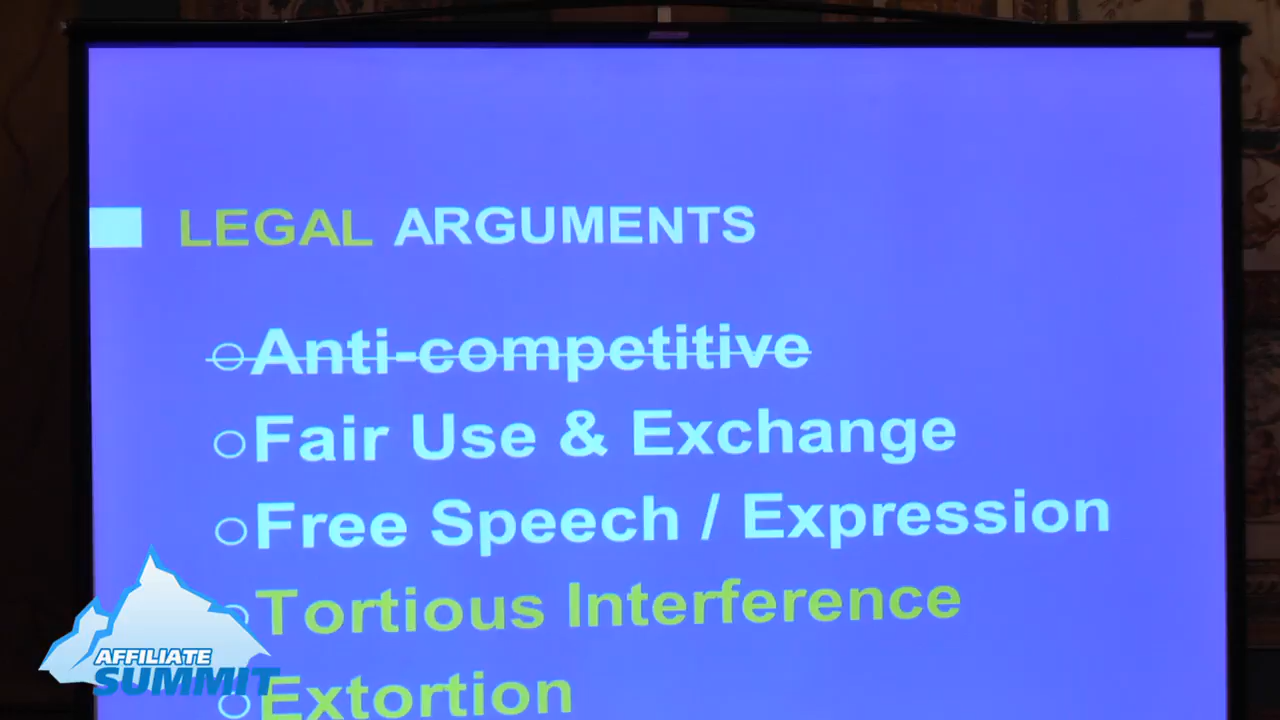 LEGAL ARGUMENTS
Anti-competitive
Fair Use & Exchange
Free Speech / Expression
Tortious Interference
Extortion
AFFILIATE
SUMMIT